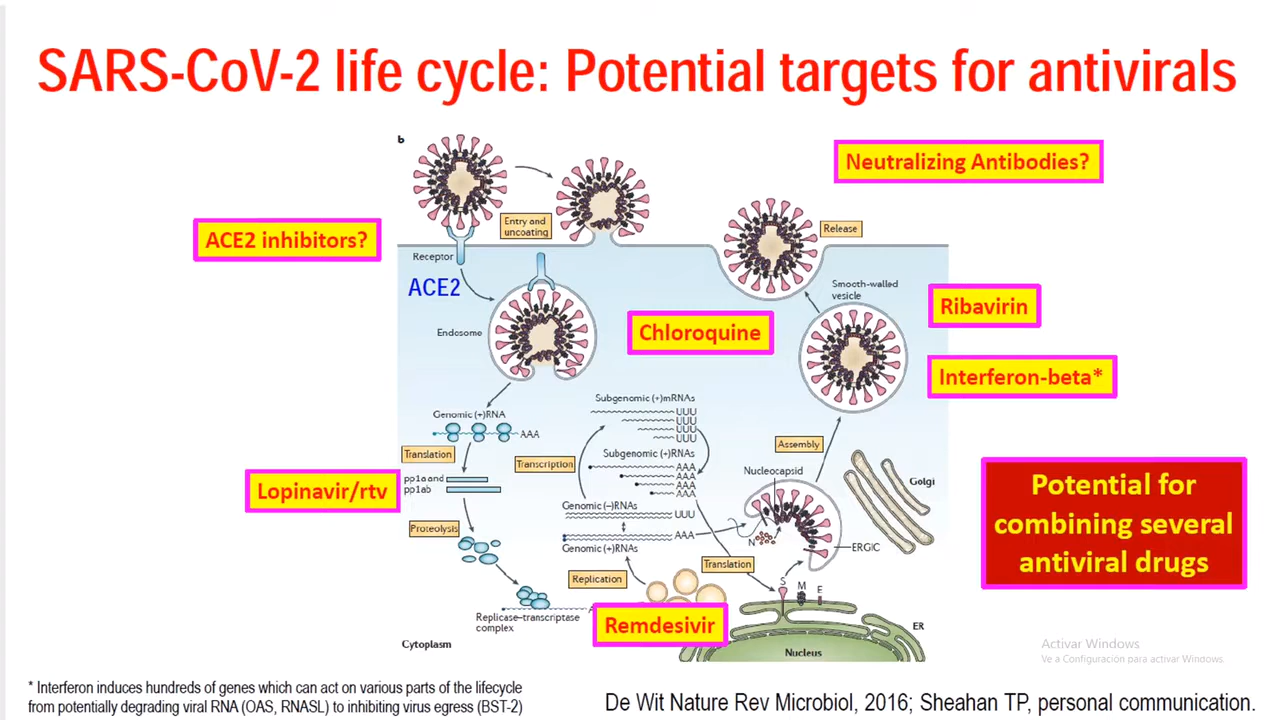 SARS-CoV-2 life cycle: Potential targets for antivirals
b
Neutralizing Antibodies?
Entry and
uncoating
Release
ACE2 inhibitors?
Receptor
ACE2
Smooth-walled
vesicle
Ribavirin
Endosome
Chloroquine
Interferon-beta*
Subgenomic (+)mRNAs
UUU
UUU
UUU
UUU
Genomic (+)RNA
AAA
Translation
Assembly
Subgenomic (+)RNAs
AAA
AAA
AAA
AAA
Transcription
Nucleocapsid
Golgi
pp1a and
pp1ab
Lopinavir/rtv
Potential for
combining several
antiviral drugs
Genomic (–)RNAs
UUU
Proteolysis
AAA
N
Genomic (+)RNAs
ERGIC
Translation
Replication
S
M
E
Replicase–transcriptase
complex
Remdesivir
ER
Cytoplasm
Nucleus
Activar Windows
Ve a Configuración para activar Windows.
* Interferon induces hundreds of genes which can act on various parts of the lifecycle
from potentially degrading viral RNA (OAS, RNASL) to inhibiting virus egress (BST-2)
De Wit Nature Rev Microbiol, 2016; Sheahan TP, personal communication.